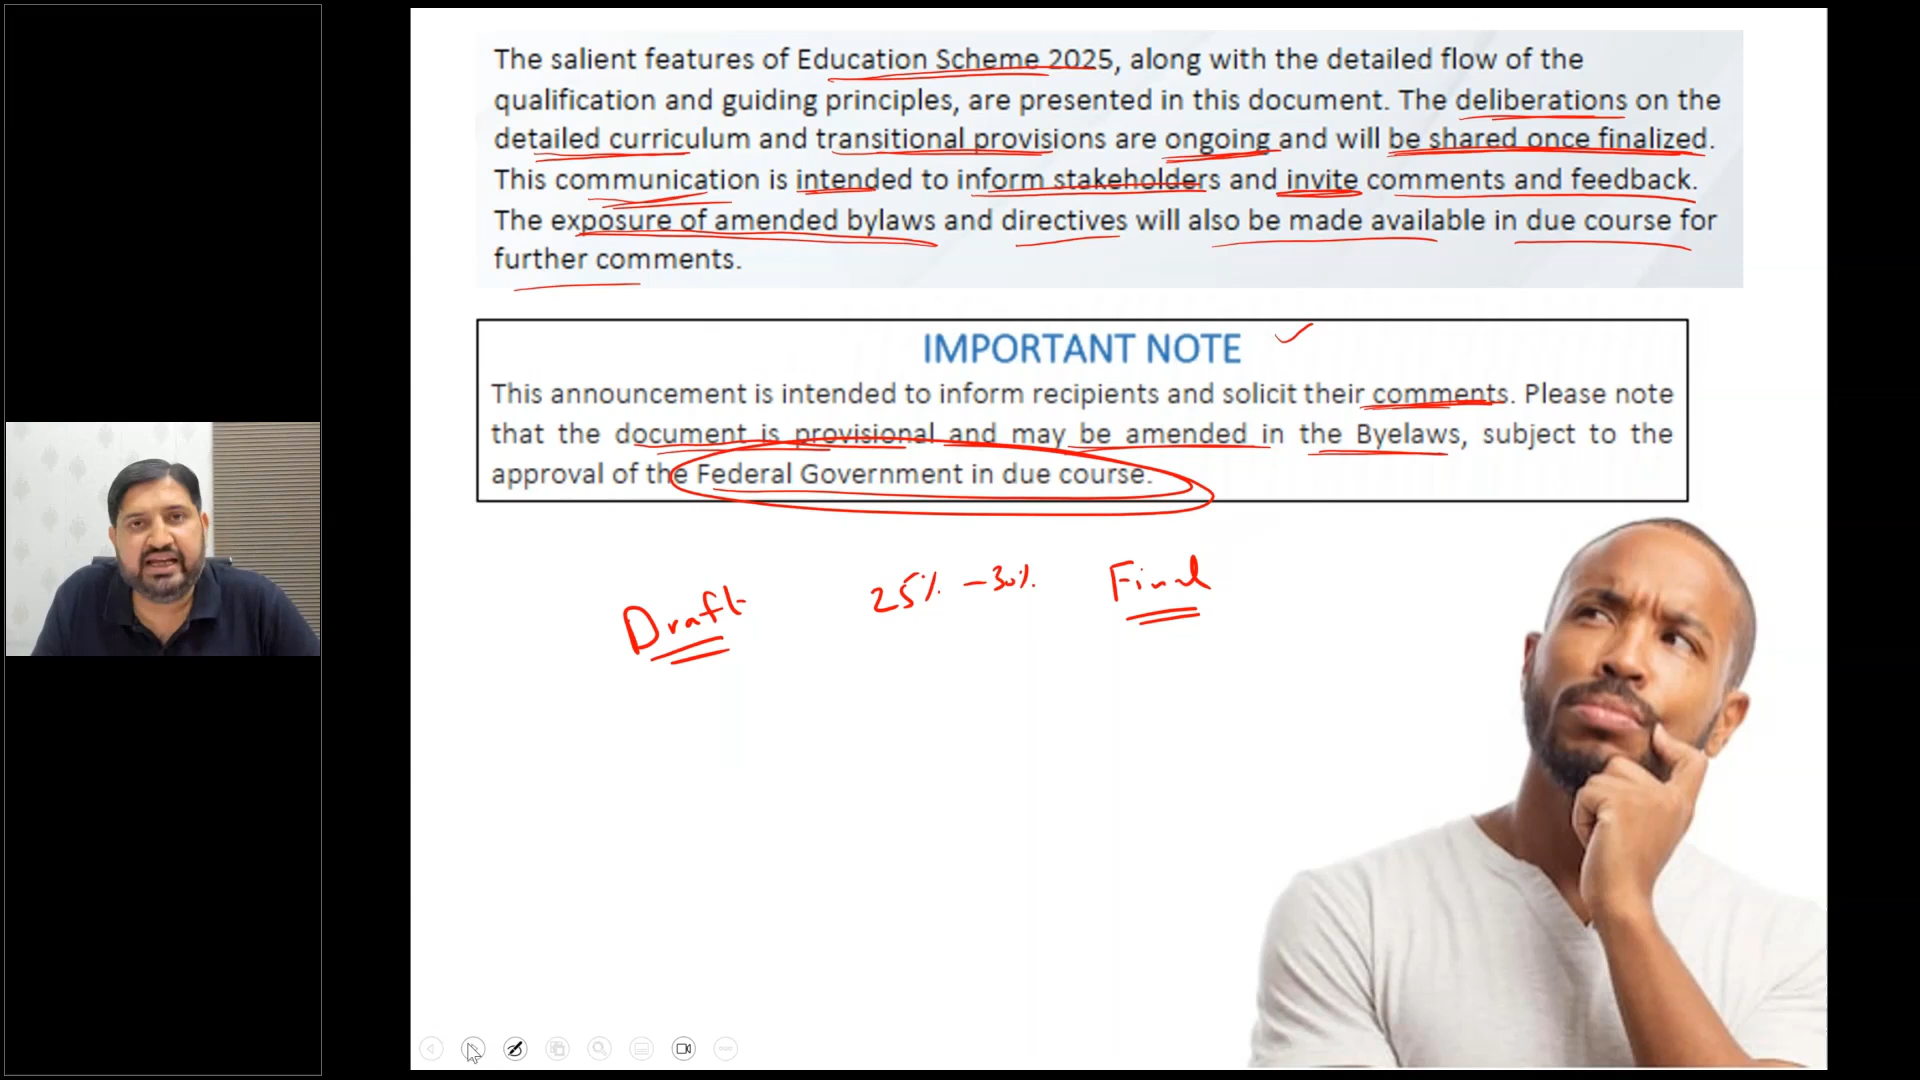 The salient features of Education Scheme 2025, along with the detailed flow of the
qualification and guiding principles, are presented in this document. The deliberations on the
detailed curriculum and transitional provisions are ongoing and will be shared once finalized.
This communication is intended to inform stakeholders and invite comments and feedback.
The exposure of amended bylaws and directives will also be made available in due course for
further comments.
IMPORTANT NOTE
This announcement is intended to inform recipients and solicit their comments. Please note
that the document is provisional and may be amended in the Byelaws, subject to the
approval of the Federal Government in due course.
Draft 25% - 30% Final